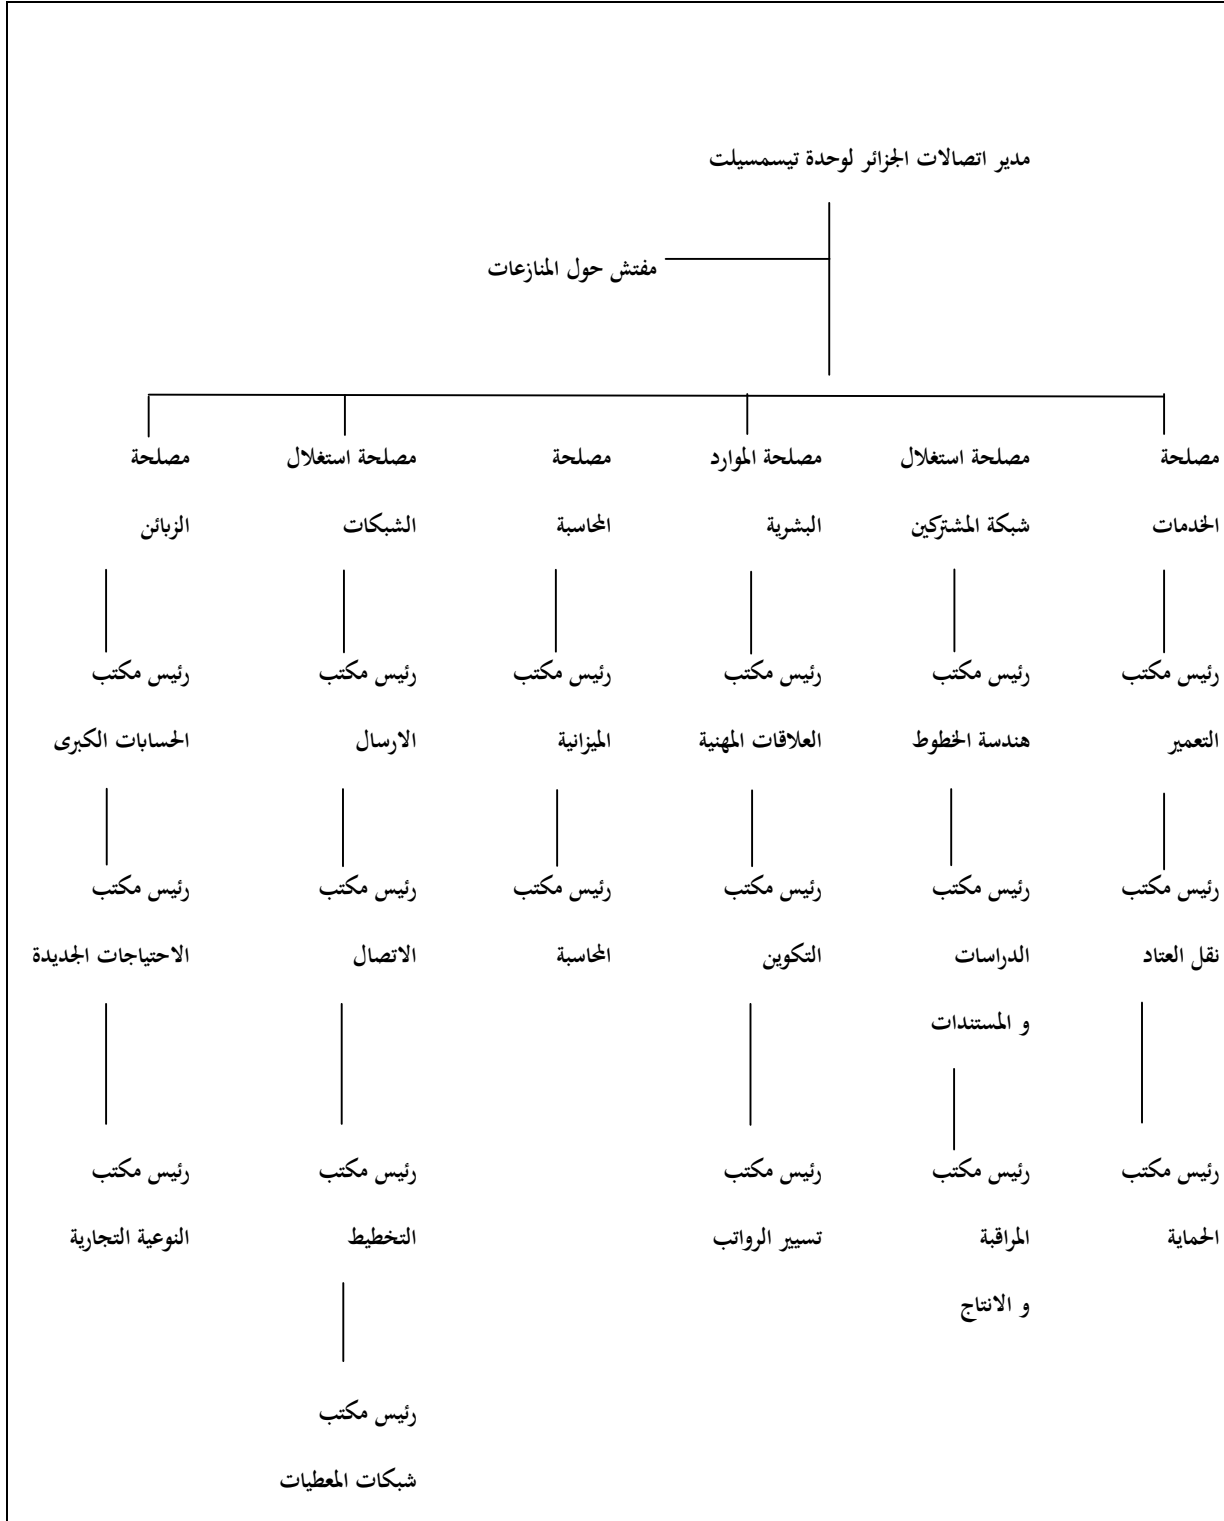 مدير اتصالات الجزائر لوحدة تيسمسيلت
مفتش حول المنازعات
مصلحة
الخدمات
مصلحة استغلال
شبكة المشتركين
مصلحة الموارد
البشرية
مصلحة
المحاسبة
مصلحة استغلال
الشبكات
مصلحة
الزبائن
رئيس مكتب
التعمير
رئيس مكتب
هندسة الخطوط
رئيس مكتب
العلاقات المهنية
رئيس مكتب
الميزانية
رئيس مكتب
الارسال
رئيس مكتب
الحسابات الكبرى
رئيس مكتب
نقل العتاد
رئيس مكتب
الدراسات
و المستندات
رئيس مكتب
التكوين
رئيس مكتب
المحاسبة
رئيس مكتب
الاتصال
رئيس مكتب
الاحتياجات الجديدة
رئيس مكتب
الحماية
رئيس مكتب
المراقبة
و الانتاج
رئيس مكتب
تسيير الرواتب
رئيس مكتب
التخطيط
رئيس مكتب
النوعية التجارية
رئيس مكتب
شبكات المعطيات